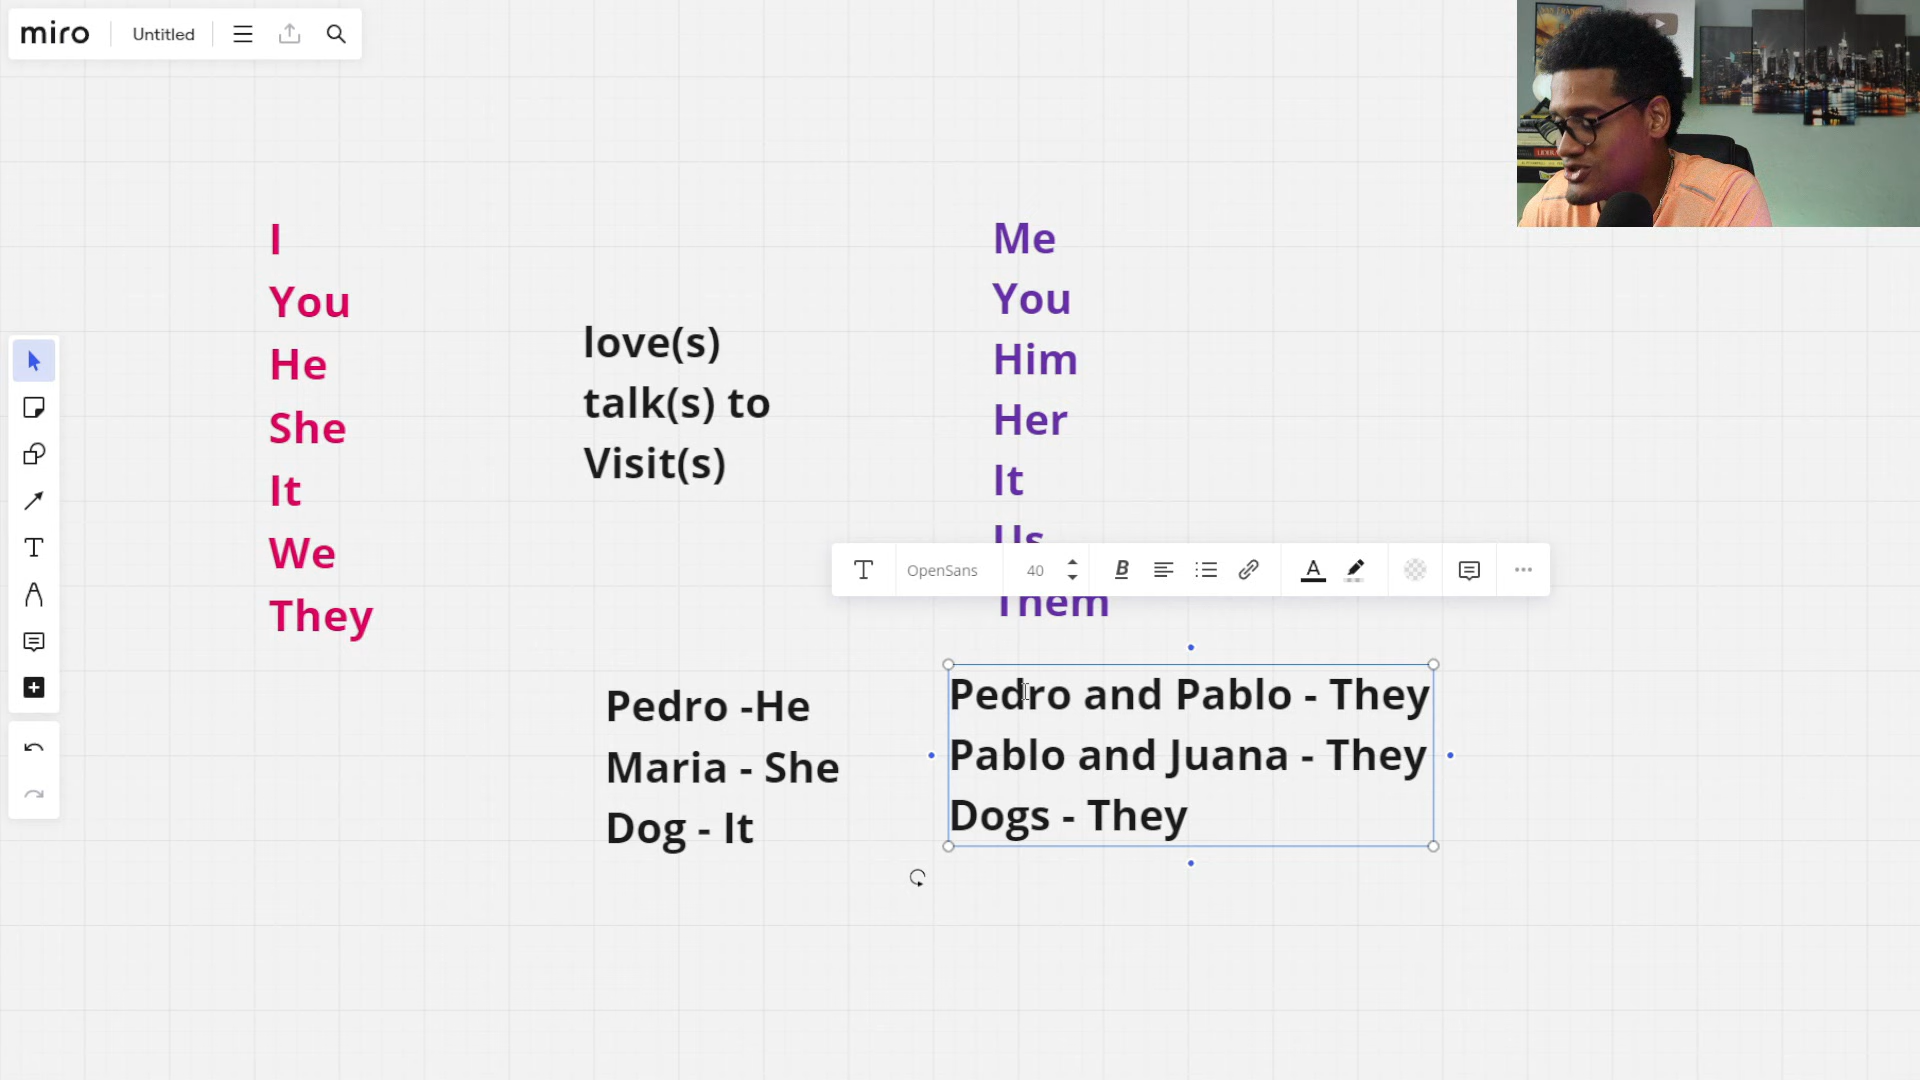 miro
Untitled
I
You
He
She
It
We
They
love(s)
talk(s) to
Visit(s)
Me
You
Him
Her
It
Us
Them
OpenSans
40
B
A
Pedro -He
Maria - She
Dog - It
Pedro and Pablo - They
Pablo and Juana - They
Dogs - They